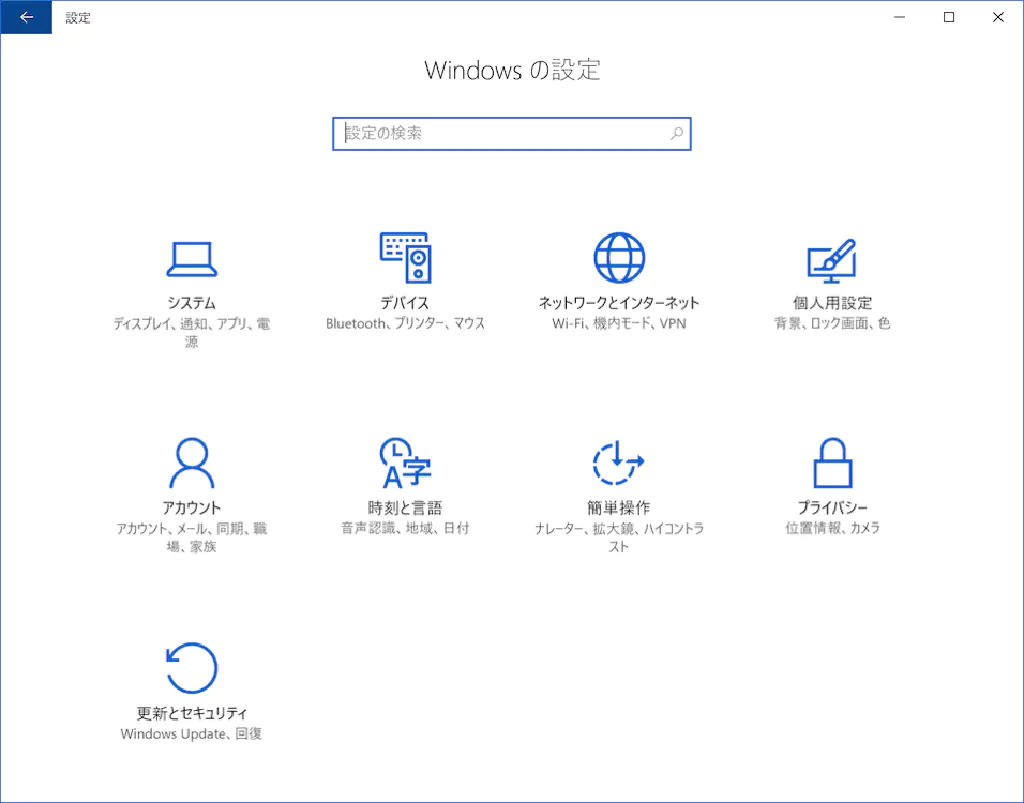 設定
Windows の設定
設定の検索
システム
ディスプレイ、通知、アプリ、電
源
デバイス
Bluetooth、プリンター、マウス
ネットワークとインターネット
Wi-Fi、機内モード、VPN
個人用設定
背景、ロック画面、色
アカウント
アカウント、メール、同期、職
場、家族
A字
時刻と言語
音声認識、地域、日付
簡単操作
ナレーター、拡大鏡、ハイコントラ
スト
プライバシー
位置情報、カメラ
更新とセキュリティ
Windows Update、回復